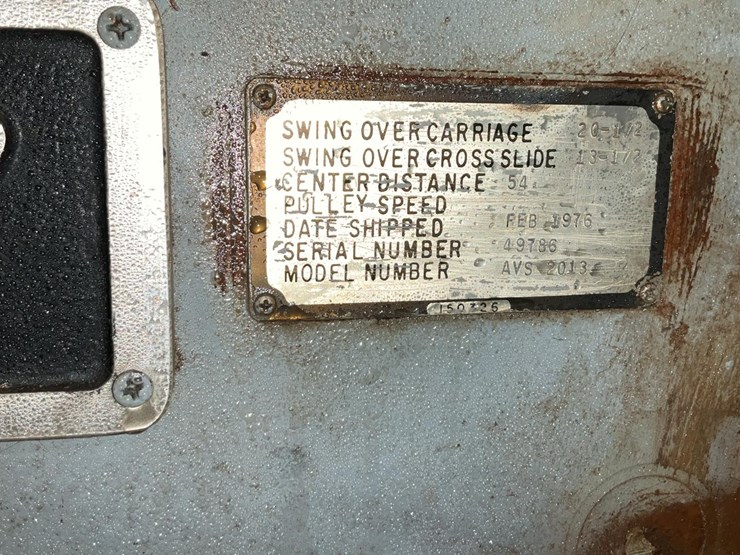 SWING OVER CARRIAGE 20-1/2
SWING OVER CROSS SLIDE 13-1/2
CENTER DISTANCE 54
PULLEY SPEED
DATE SHIPPED FEB 1976
SERIAL NUMBER 49786
MODEL NUMBER AVS 2013
150326